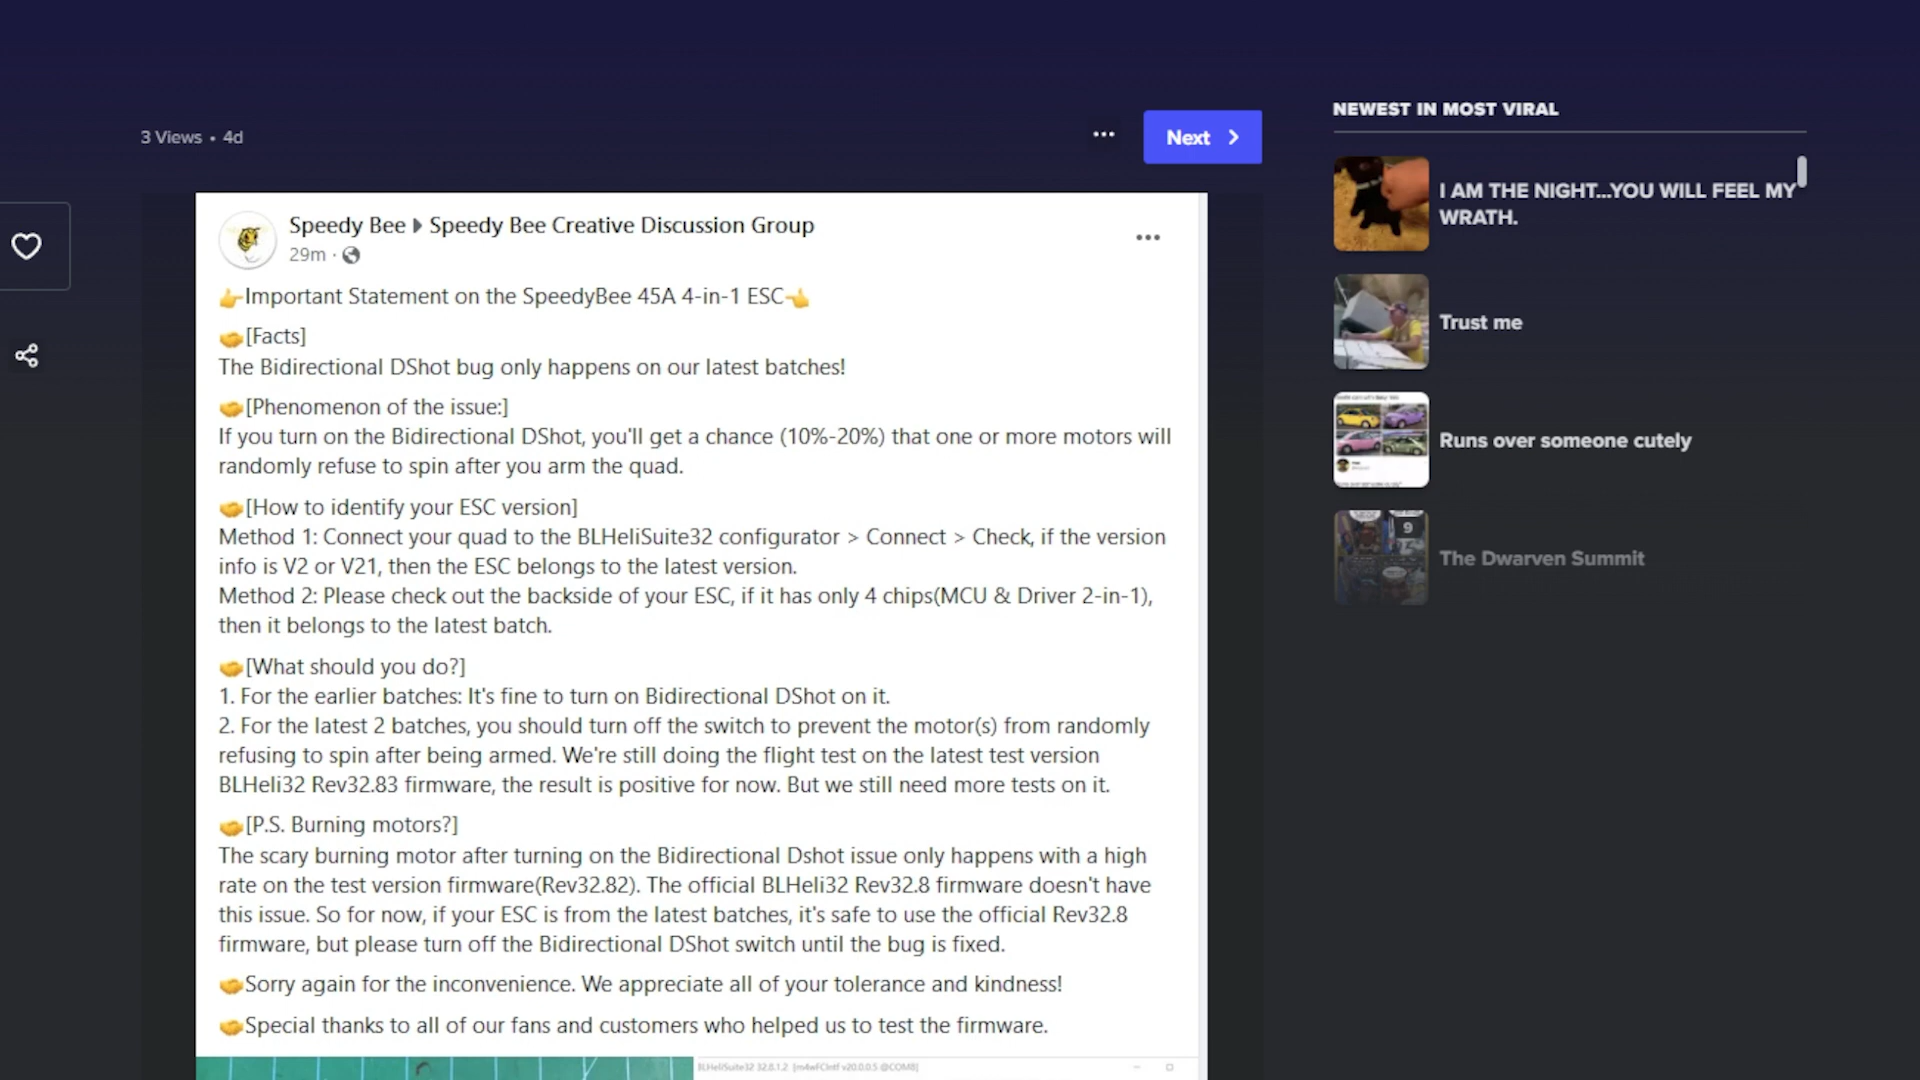 NEWEST IN MOST VIRAL
3 Views • 4d
Next
I AM THE NIGHT...YOU WILL FEEL MY
WRATH.
Trust me
Runs over someone cutely
9
The Dwarven Summit
Speedy Bee ▶ Speedy Bee Creative Discussion Group
29m ·
👉Important Statement on the SpeedyBee 45A 4-in-1 ESC👈
🤝[Facts]
The Bidirectional DShot bug only happens on our latest batches!
🤝[Phenomenon of the issue:]
If you turn on the Bidirectional DShot, you'll get a chance (10%-20%) that one or more motors will
randomly refuse to spin after you arm the quad.
🤝[How to identify your ESC version]
Method 1: Connect your quad to the BLHeliSuite32 configurator > Connect > Check, if the version
info is V2 or V21, then the ESC belongs to the latest version.
Method 2: Please check out the backside of your ESC, if it has only 4 chips(MCU & Driver 2-in-1),
then it belongs to the latest batch.
🤝[What should you do?]
1. For the earlier batches: It's fine to turn on Bidirectional DShot on it.
2. For the latest 2 batches, you should turn off the switch to prevent the motor(s) from randomly
refusing to spin after being armed. We're still doing the flight test on the latest test version
BLHeli32 Rev32.83 firmware, the result is positive for now. But we still need more tests on it.
🤝[P.S. Burning motors?]
The scary burning motor after turning on the Bidirectional Dshot issue only happens with a high
rate on the test version firmware(Rev32.82). The official BLHeli32 Rev32.8 firmware doesn't have
this issue. So for now, if your ESC is from the latest batches, it's safe to use the official Rev32.8
firmware, but please turn off the Bidirectional DShot switch until the bug is fixed.
🤝Sorry again for the inconvenience. We appreciate all of your tolerance and kindness!
🤝Special thanks to all of our fans and customers who helped us to test the firmware.
BLHeliSuite32 32.8.1.2 [m4wFCIntf v20.0.0.5 @COM8]